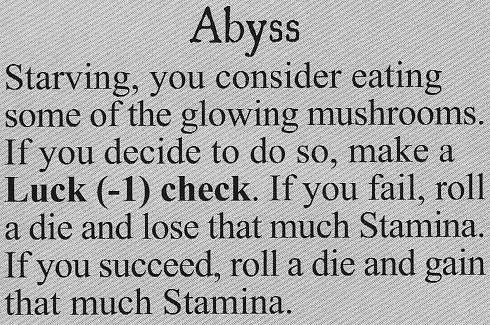 Abyss
Starving, you consider eating
some of the glowing mushrooms.
If you decide to do so, make a
Luck (-1) check. If you fail, roll
a die and lose that much Stamina.
If you succeed, roll a die and gain
that much Stamina.